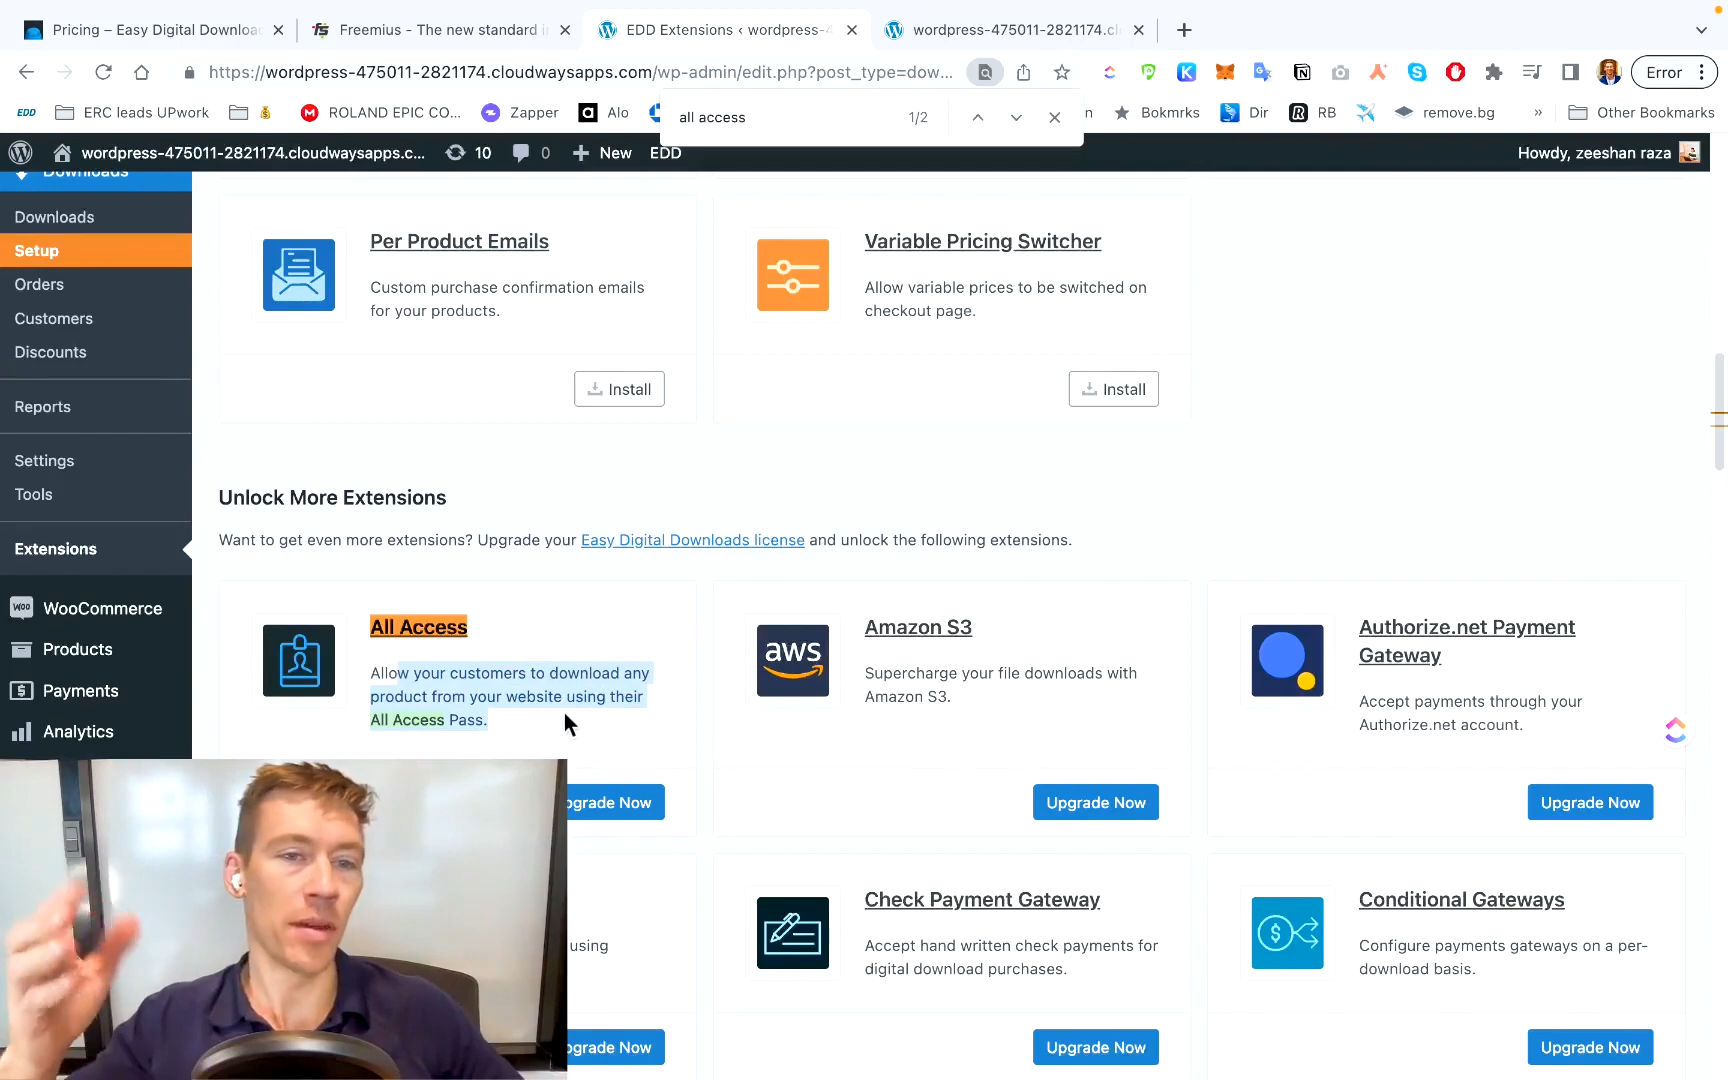 Pricing – Easy Digital Downloa
Freemius - The new standard i
EDD Extensions ‹ wordpress-4
wordpress-475011-2821174.cl
https://wordpress-475011-2821174.cloudwaysapps.com/wp-admin/edit.php?post_type=dow...
Error
EDD
ERC leads UPwork
ROLAND EPIC CO...
Zapper
Alo
n
Bokmrks
Dir
RB
remove.bg
»
Other Bookmarks
all access
1/2
wordpress-475011-2821174.cloudwaysapps.c...
10
0
New
EDD
Howdy, zeeshan raza
Downloads
Downloads
Setup
Orders
Customers
Discounts
Reports
Settings
Tools
Extensions
WooCommerce
Products
Payments
Analytics
Per Product Emails
Custom purchase confirmation emails
for your products.
Install
Variable Pricing Switcher
Allow variable prices to be switched on
checkout page.
Install
Unlock More Extensions
Want to get even more extensions? Upgrade your Easy Digital Downloads license and unlock the following extensions.
All Access
Allow your customers to download any
product from your website using their
All Access Pass.
pgrade Now
aws
Amazon S3
Supercharge your file downloads with
Amazon S3.
Upgrade Now
Authorize.net Payment
Gateway
Accept payments through your
Authorize.net account.
Upgrade Now
using
pgrade Now
Check Payment Gateway
Accept hand written check payments for
digital download purchases.
Upgrade Now
Conditional Gateways
Configure payments gateways on a per-
download basis.
Upgrade Now